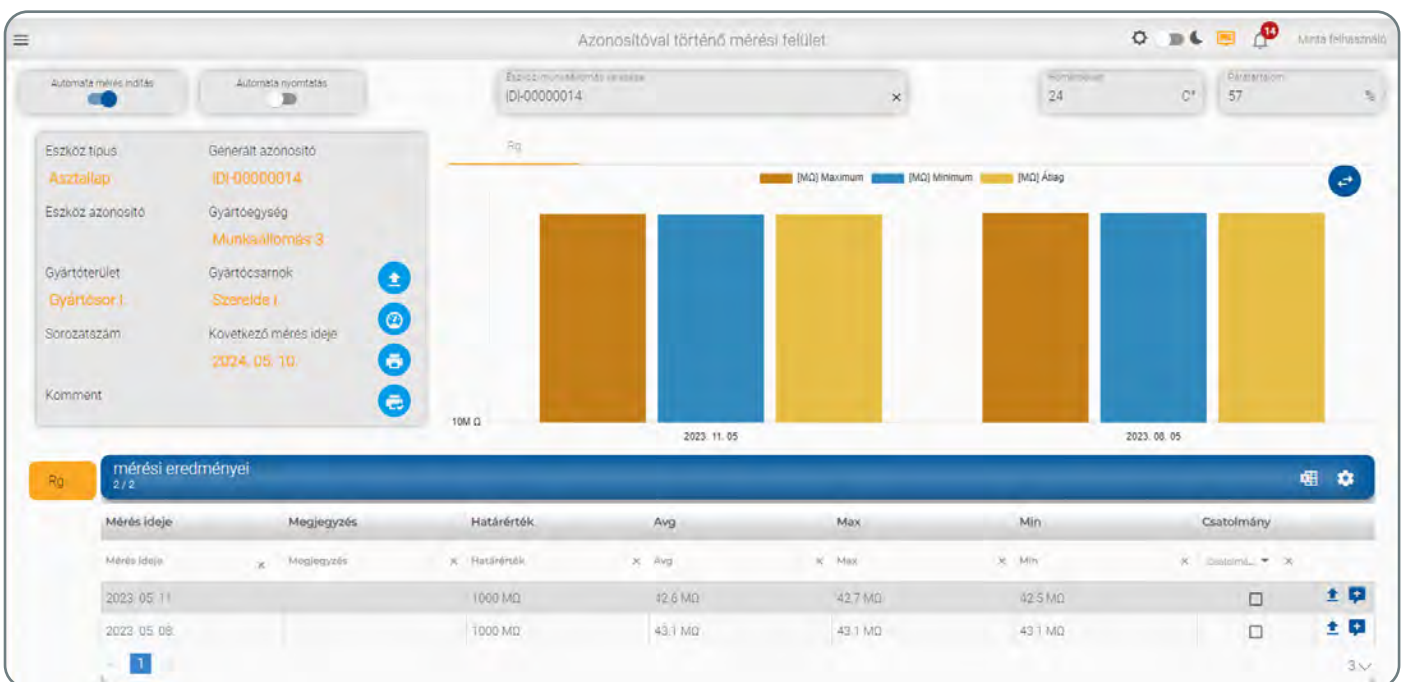 Azonosítóval történő mérési felület
14
Minta felhasználó
Automata mérés indítás
Automata nyomtatás
IDI-00000014
×
24
C°
Páratartalom
57
%
Eszköz típus
Generált azonosító
Asztallap
IDI-00000014
Eszköz azonosító
Gyártóegység
Munkaállomás 3
Gyártóterület
Gyártócsarnok
Gyártósor I.
Szerelde I
Sorozatszám
Következő mérés ideje
2024. 05. 10.
Komment
Rg
[MΩ] Maximum [MΩ] Minimum [MΩ] Átlag
10M Ω
2023. 11. 05
2023. 08. 05
Rg
mérési eredményei
2 / 2
Mérés ideje Megjegyzés Határérték Avg Max Min Csatolmány
Mérés ideje × Megjegyzés × Határérték × Avg × Max × Min × Csatolmá... ×
2023. 05. 11. 1000 MΩ 42.6 MΩ 42.7 MΩ 42.5 MΩ
2023. 05. 08. 1000 MΩ 43.1 MΩ 43.1 MΩ 43.1 MΩ
1
3